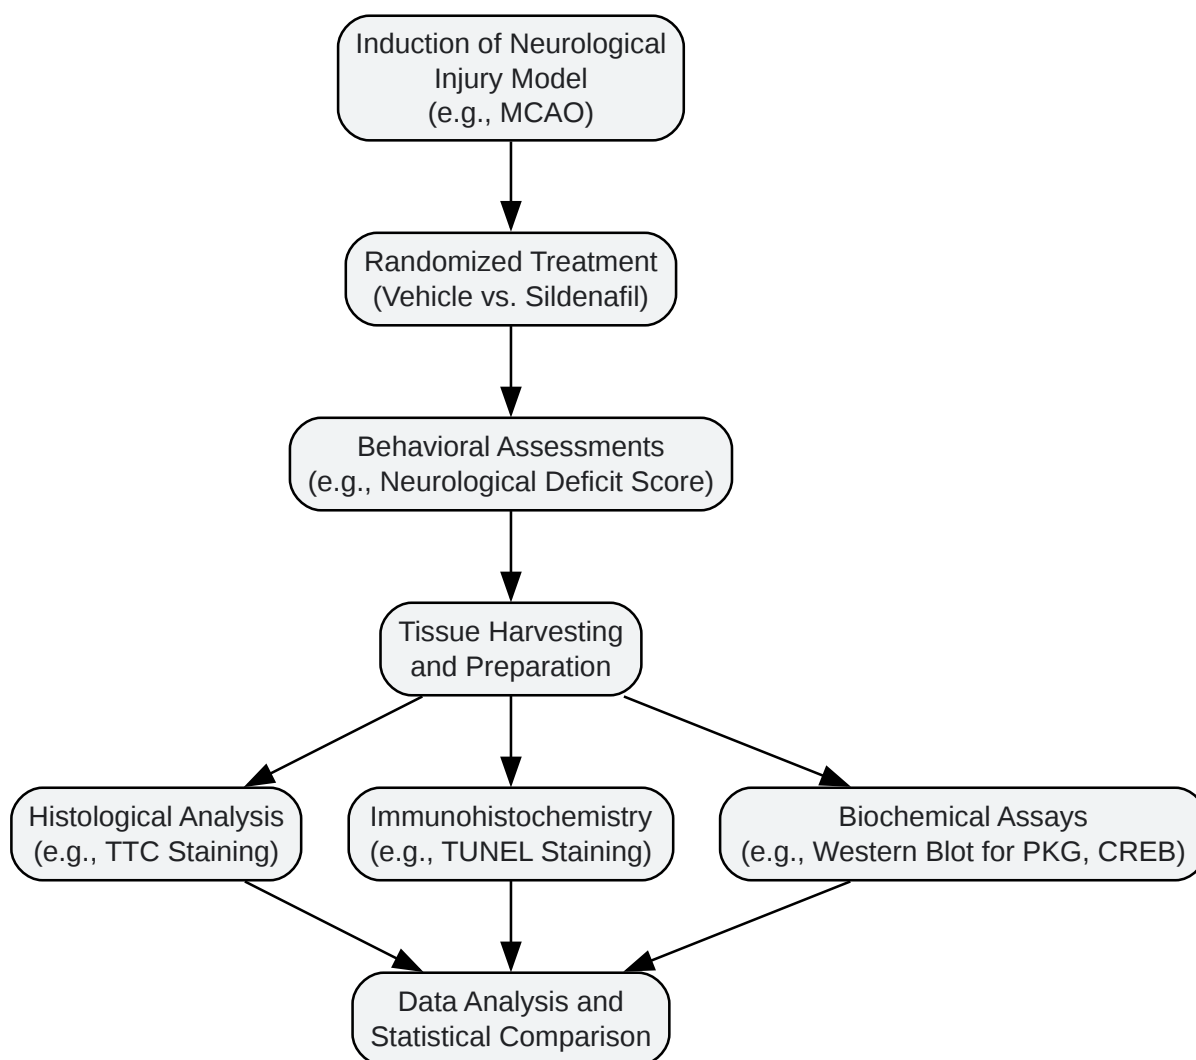 Induction of Neurological
Injury Model
(e.g., MCAO)
Randomized Treatment
(Vehicle vs. Sildenafil)
Behavioral Assessments
(e.g., Neurological Deficit Score)
Tissue Harvesting
and Preparation
Histological Analysis
(e.g., TTC Staining)
Immunohistochemistry
(e.g., TUNEL Staining)
Biochemical Assays
(e.g., Western Blot for PKG, CREB)
Data Analysis and
Statistical Comparison